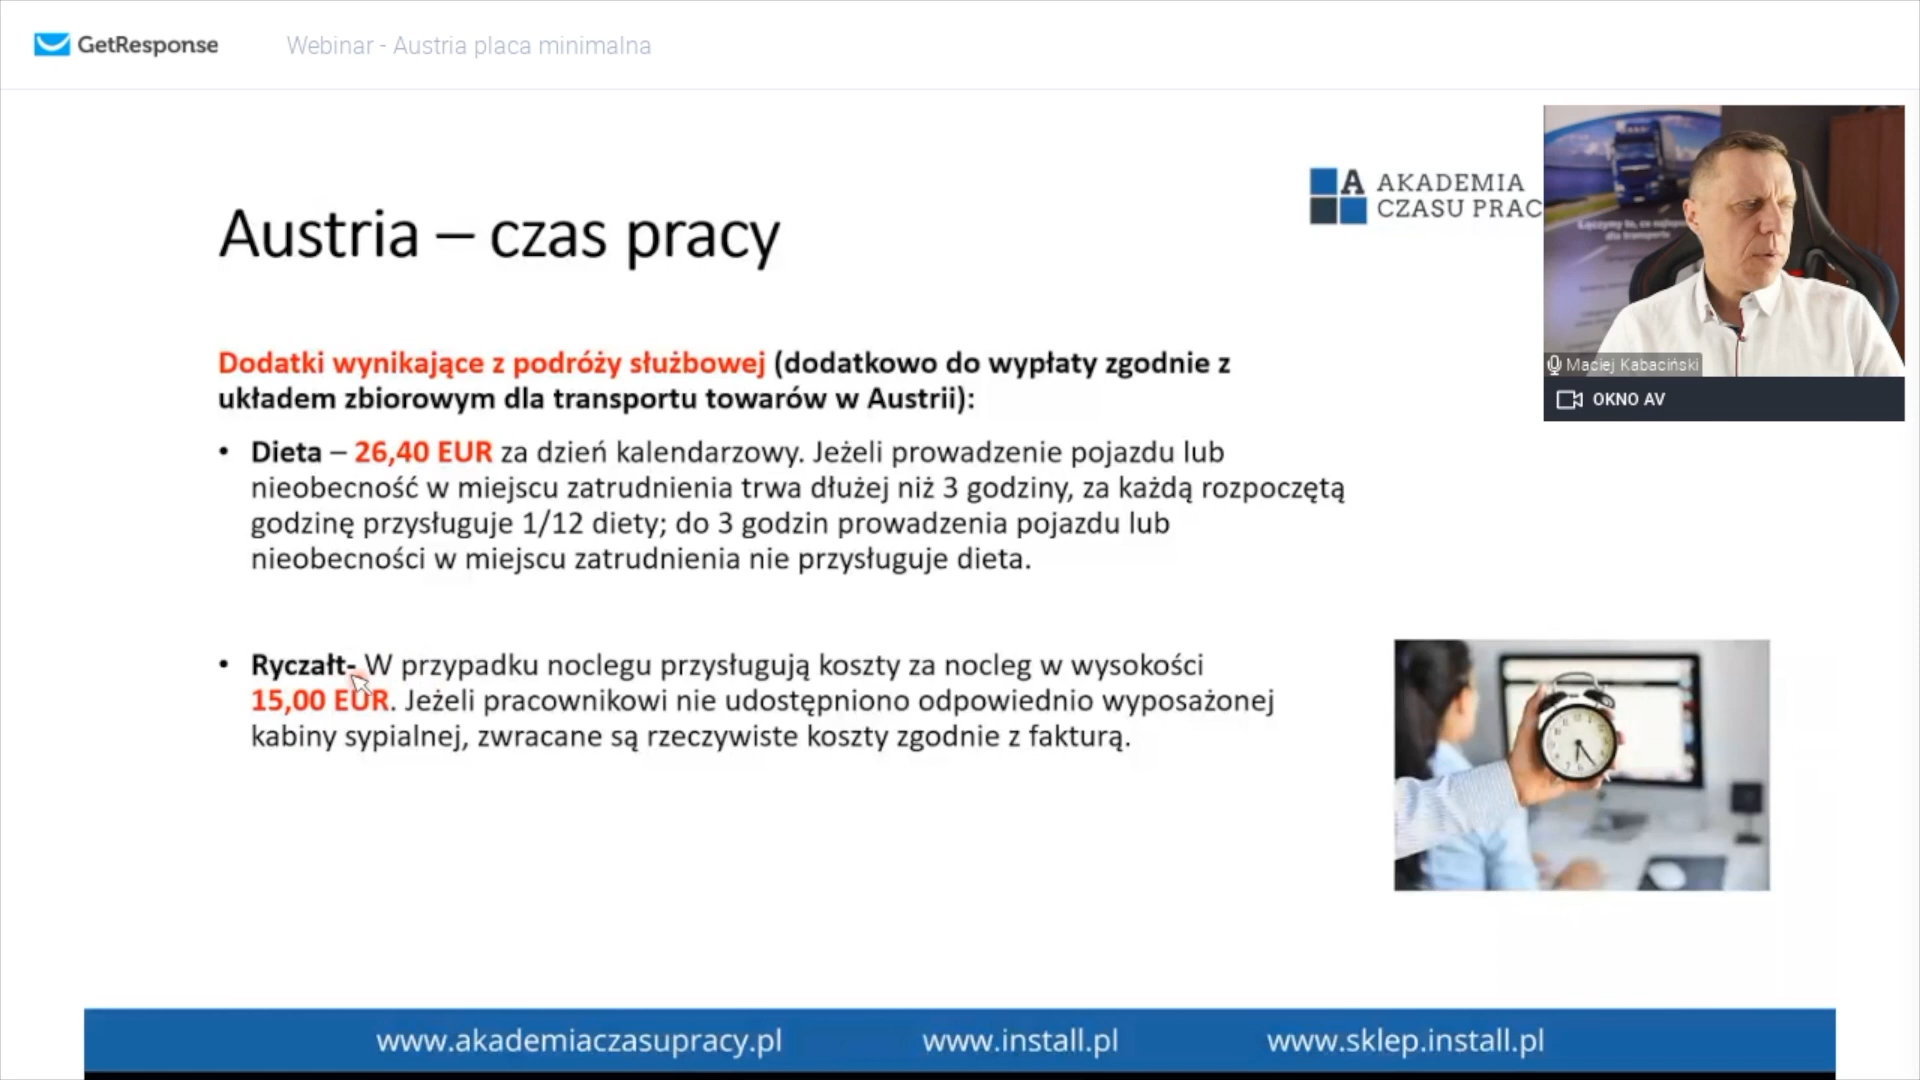 GetResponse
Webinar - Austria placa minimalna
A AKADEMIA
CZASU PRAC
Austria – czas pracy
Dodatki wynikające z podróży służbowej (dodatkowo do wypłaty zgodnie z
układem zbiorowym dla transportu towarów w Austrii):
• Dieta – 26,40 EUR za dzień kalendarzowy. Jeżeli prowadzenie pojazdu lub
nieobecność w miejscu zatrudnienia trwa dłużej niż 3 godziny, za każdą rozpoczętą
godzinę przysługuje 1/12 diety; do 3 godzin prowadzenia pojazdu lub
nieobecności w miejscu zatrudnienia nie przysługuje dieta.
• Ryczałt- W przypadku noclegu przysługują koszty za nocleg w wysokości
15,00 EUR. Jeżeli pracownikowi nie udostępniono odpowiednio wyposażonej
kabiny sypialnej, zwracane są rzeczywiste koszty zgodnie z fakturą.
Maciej Kabaciński
OKNO AV
www.akademiaczasupracy.pl
www.install.pl
www.sklep.install.pl